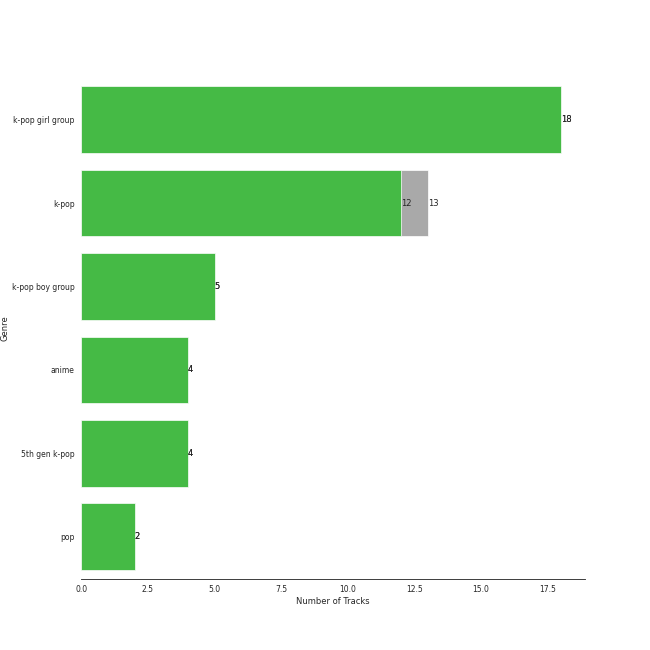 k-pop girl group 18
k-pop 12 13
k-pop boy group 5
anime 4
5th gen k-pop 4
pop 2
Genre
0.0 2.5 5.0 7.5 10.0 12.5 15.0 17.5
Number of Tracks